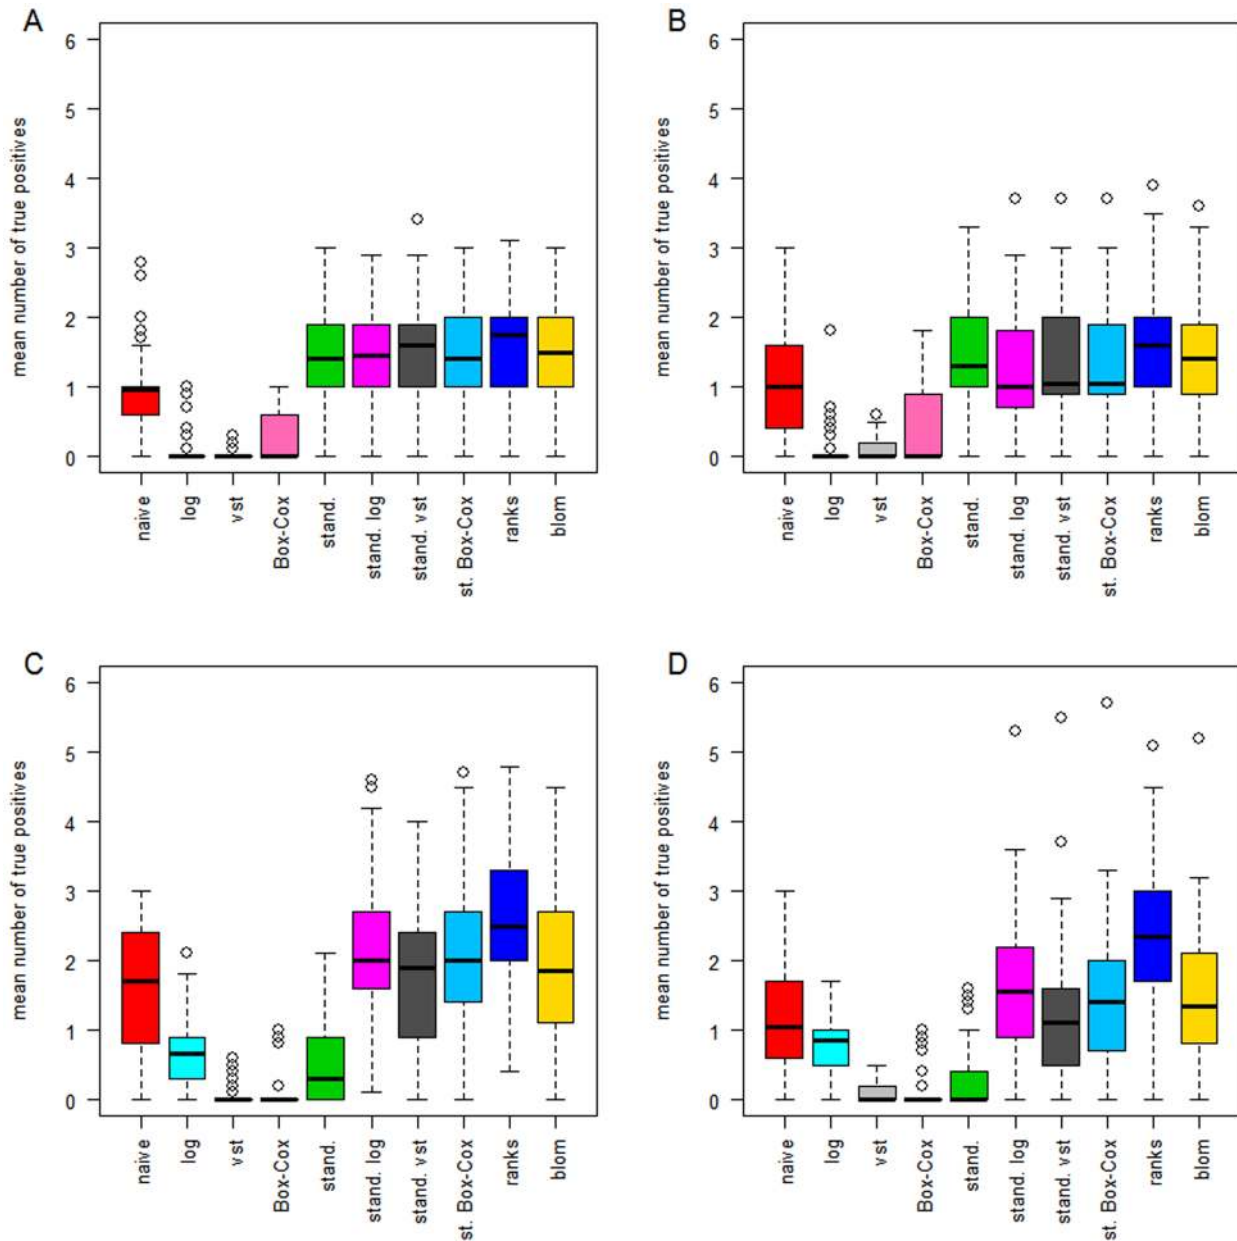 A
mean number of true positives
6
5
4
3
2
1
0
naive
log
vst
Box-Cox
stand.
stand. log
stand. vst
st. Box-Cox
ranks
blom
B
mean number of true positives
6
5
4
3
2
1
0
naive
log
vst
Box-Cox
stand.
stand. log
stand. vst
st. Box-Cox
ranks
blom
C
mean number of true positives
6
5
4
3
2
1
0
naive
log
vst
Box-Cox
stand.
stand. log
stand. vst
st. Box-Cox
ranks
blom
D
mean number of true positives
6
5
4
3
2
1
0
naive
log
vst
Box-Cox
stand.
stand. log
stand. vst
st. Box-Cox
ranks
blom